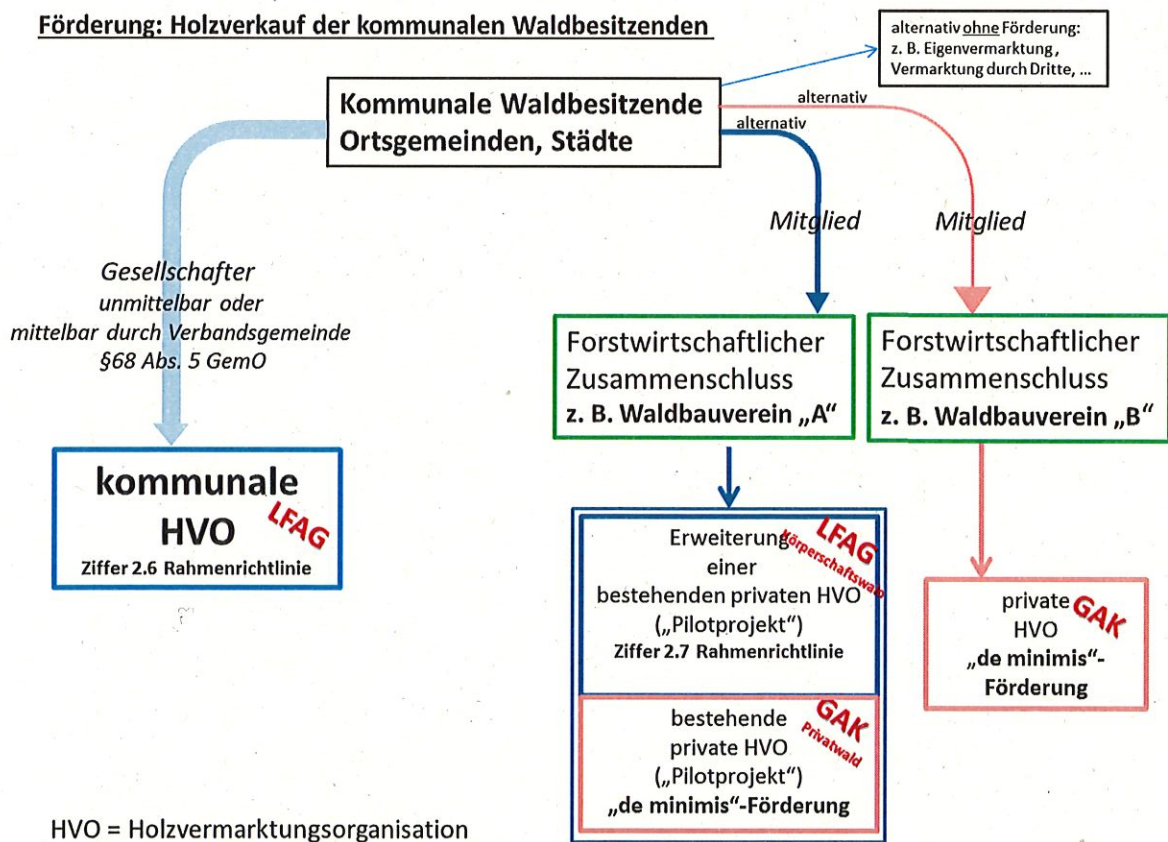 Förderung: Holzverkauf der kommunalen Waldbesitzenden
alternativ ohne Förderung:
z. B. Eigenvermarktung ,
Vermarktung durch Dritte, ...
Kommunale Waldbesitzende
Ortsgemeinden, Städte
alternativ
alternativ
Gesellschafter
unmittelbar oder
mittelbar durch Verbandsgemeinde
§68 Abs. 5 GemO
Mitglied
Mitglied
Forstwirtschaftlicher
Zusammenschluss
z. B. Waldbauverein „A“
Forstwirtschaftlicher
Zusammenschluss
z. B. Waldbauverein „B“
kommunale
HVO
LFAG
Ziffer 2.6 Rahmenrichtlinie
Erweiterung
einer
bestehenden privaten HVO
(„Pilotprojekt“)
Ziffer 2.7 Rahmenrichtlinie
LFAG
Körperschaftswald
bestehende
private HVO
(„Pilotprojekt“)
„de minimis“-Förderung
GAK
Privatwald
private
HVO
„de minimis“-
Förderung
GAK
HVO = Holzvermarktungsorganisation